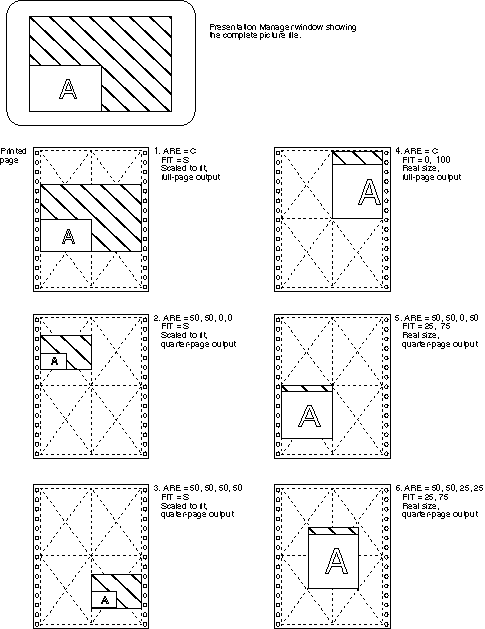 Presentation Manager window showing
the complete picture file.
A
Printed
page
1. ARE = C
FIT = S
Scaled to fit,
full-page output
A
4. ARE = C
FIT = 0, 100
Real size,
full-page output
A
2. ARE = 50, 50, 0, 0
FIT = S
Scaled to fit,
quarter-page output
A
5. ARE = 50, 50, 0, 50
FIT = 25, 75
Real size,
quarter-page output
A
3. ARE = 50, 50, 50, 50
FIT = S
Scaled to fit,
quarter-page output
A
6. ARE = 50, 50, 25, 25
FIT = 25, 75
Real size,
quarter-page output
A